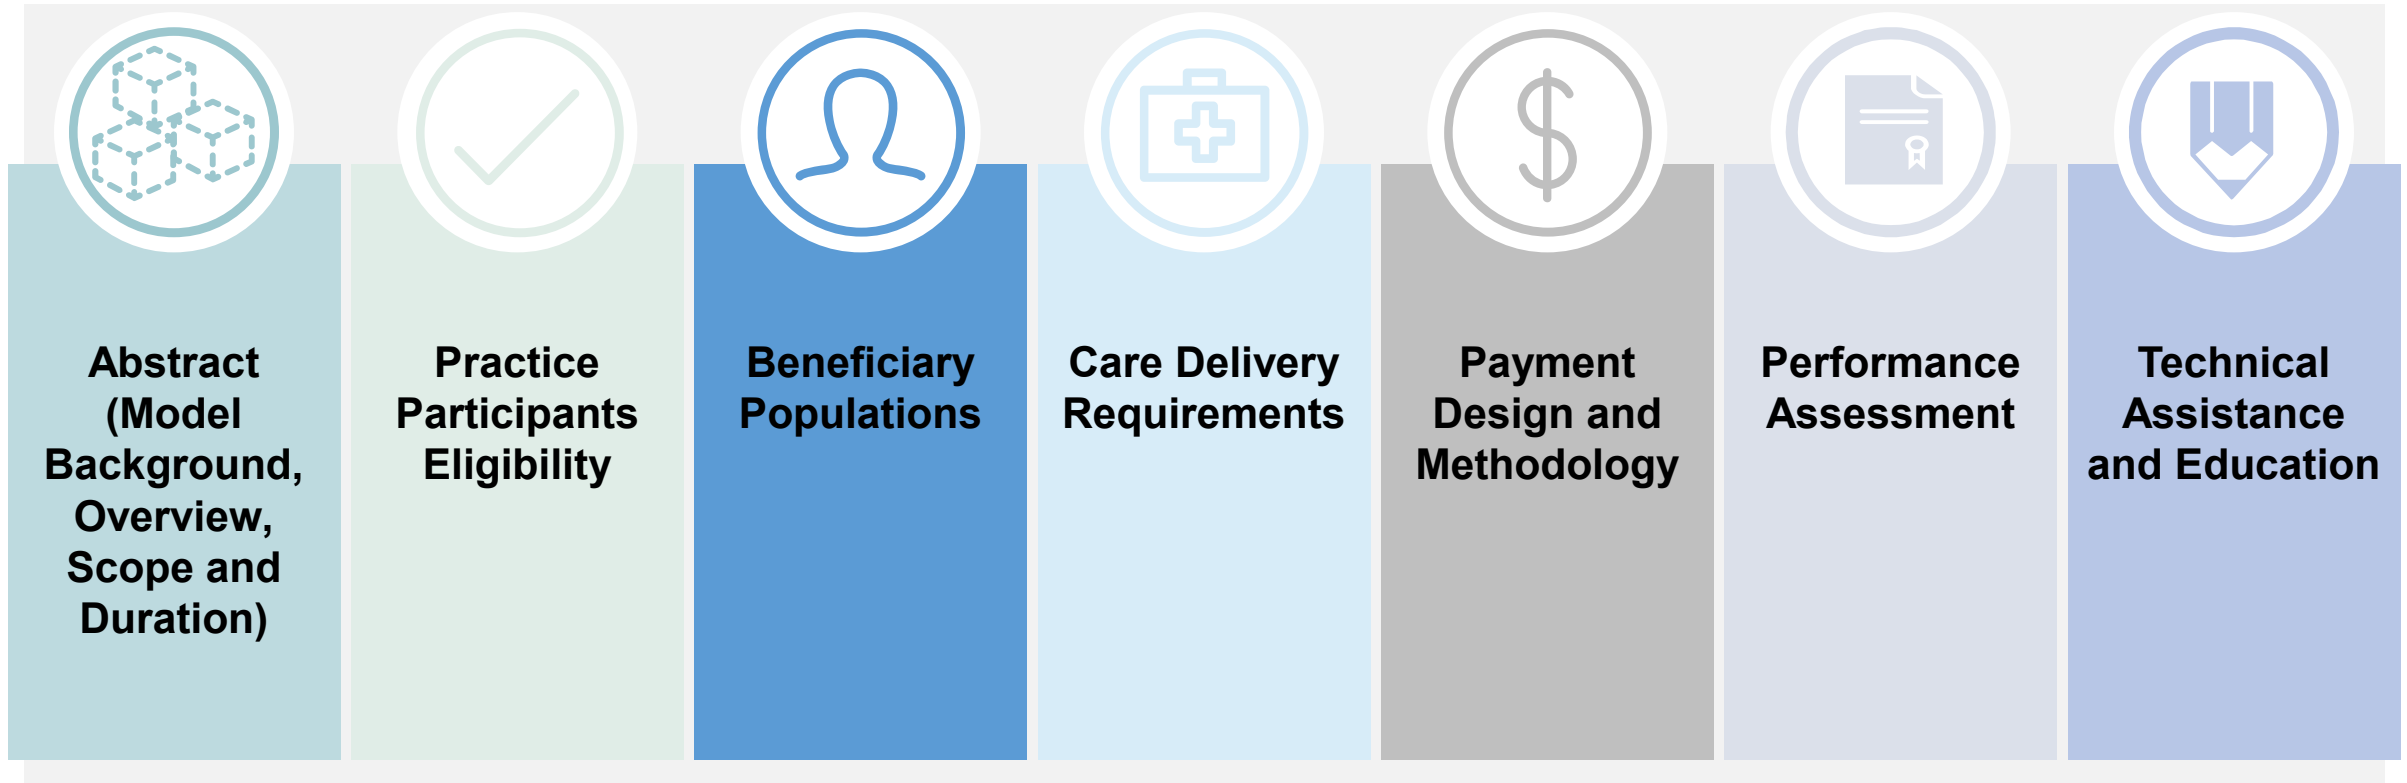 Abstract
(Model
Background,
Overview,
Scope and
Duration)
Practice
Participants
Eligibility
Beneficiary
Populations
Care Delivery
Requirements
Payment
Design and
Methodology
Performance
Assessment
Technical
Assistance
and Education